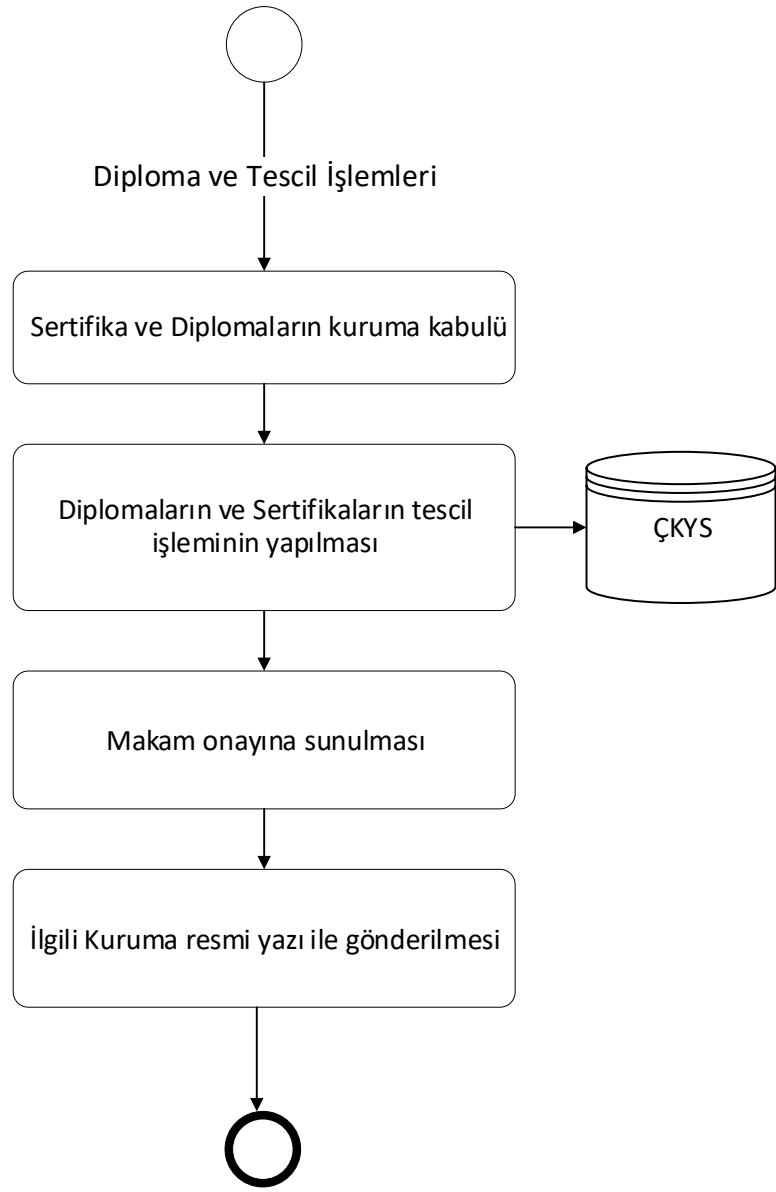 Diploma ve Tescil İşlemleri
Sertifika ve Diplomaların kuruma kabulü
Diplomaların ve Sertifikaların tescil
işleminin yapılması
ÇKYS
Makam onayına sunulması
İlgili Kuruma resmi yazı ile gönderilmesi